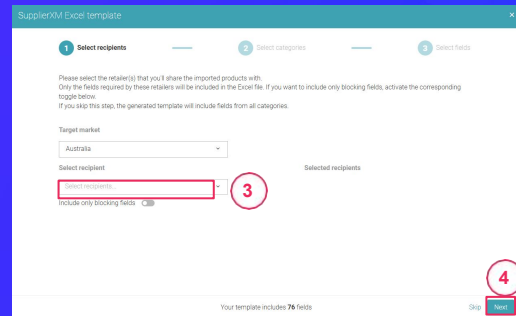 SupplierXM Excel template ×
1 Select recipients 2 Select categories 3 Select fields
Please select the retailer(s) that you'll share the imported products with.
Only the fields required by these retailers will be included in the Excel file. If you want to include only blocking fields, activate the corresponding
toggle below.
If you skip this step, the generated template will include fields from all categories.
Target market
Australia
Select recipient Selected recipients
Select recipients...
3
Include only blocking fields
4
Your template includes 76 fields Skip Next